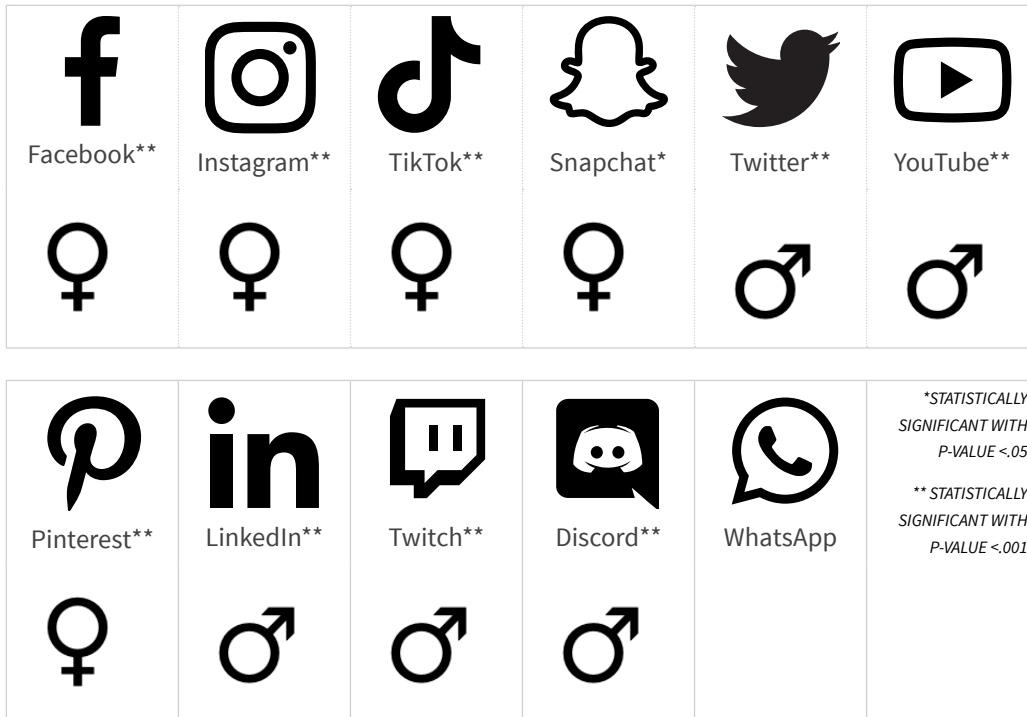 Facebook**
Instagram**
TikTok**
Snapchat*
Twitter**
YouTube**
Pinterest**
LinkedIn**
Twitch**
Discord**
WhatsApp
*STATISTICALLY
SIGNIFICANT WITH
P-VALUE <.05
** STATISTICALLY
SIGNIFICANT WITH
P-VALUE <.001